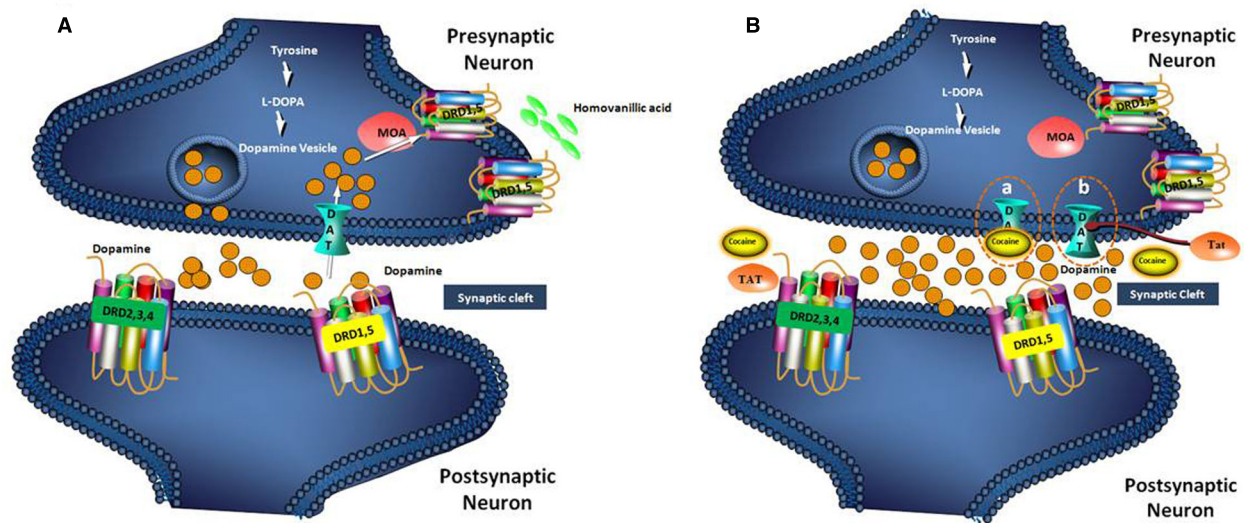 A
Presynaptic
Neuron
Tyrosine
L-DOPA
Dopamine Vesicle
MOA
DRD1,5
Homovanillic acid
DRD1,5
DAT
Dopamine
Dopamine
Synaptic cleft
DRD2,3,4
DRD1,5
Postsynaptic
Neuron
B
Presynaptic
Neuron
Tyrosine
L-DOPA
Dopamine Vesicle
MOA
DRD1,5
DRD1,5
a
b
DA
DAT
Cocaine
Cocaine
Tat
Cocaine
TAT
Dopamine
Synaptic Cleft
DRD2,3,4
DRD1,5
Postsynaptic
Neuron